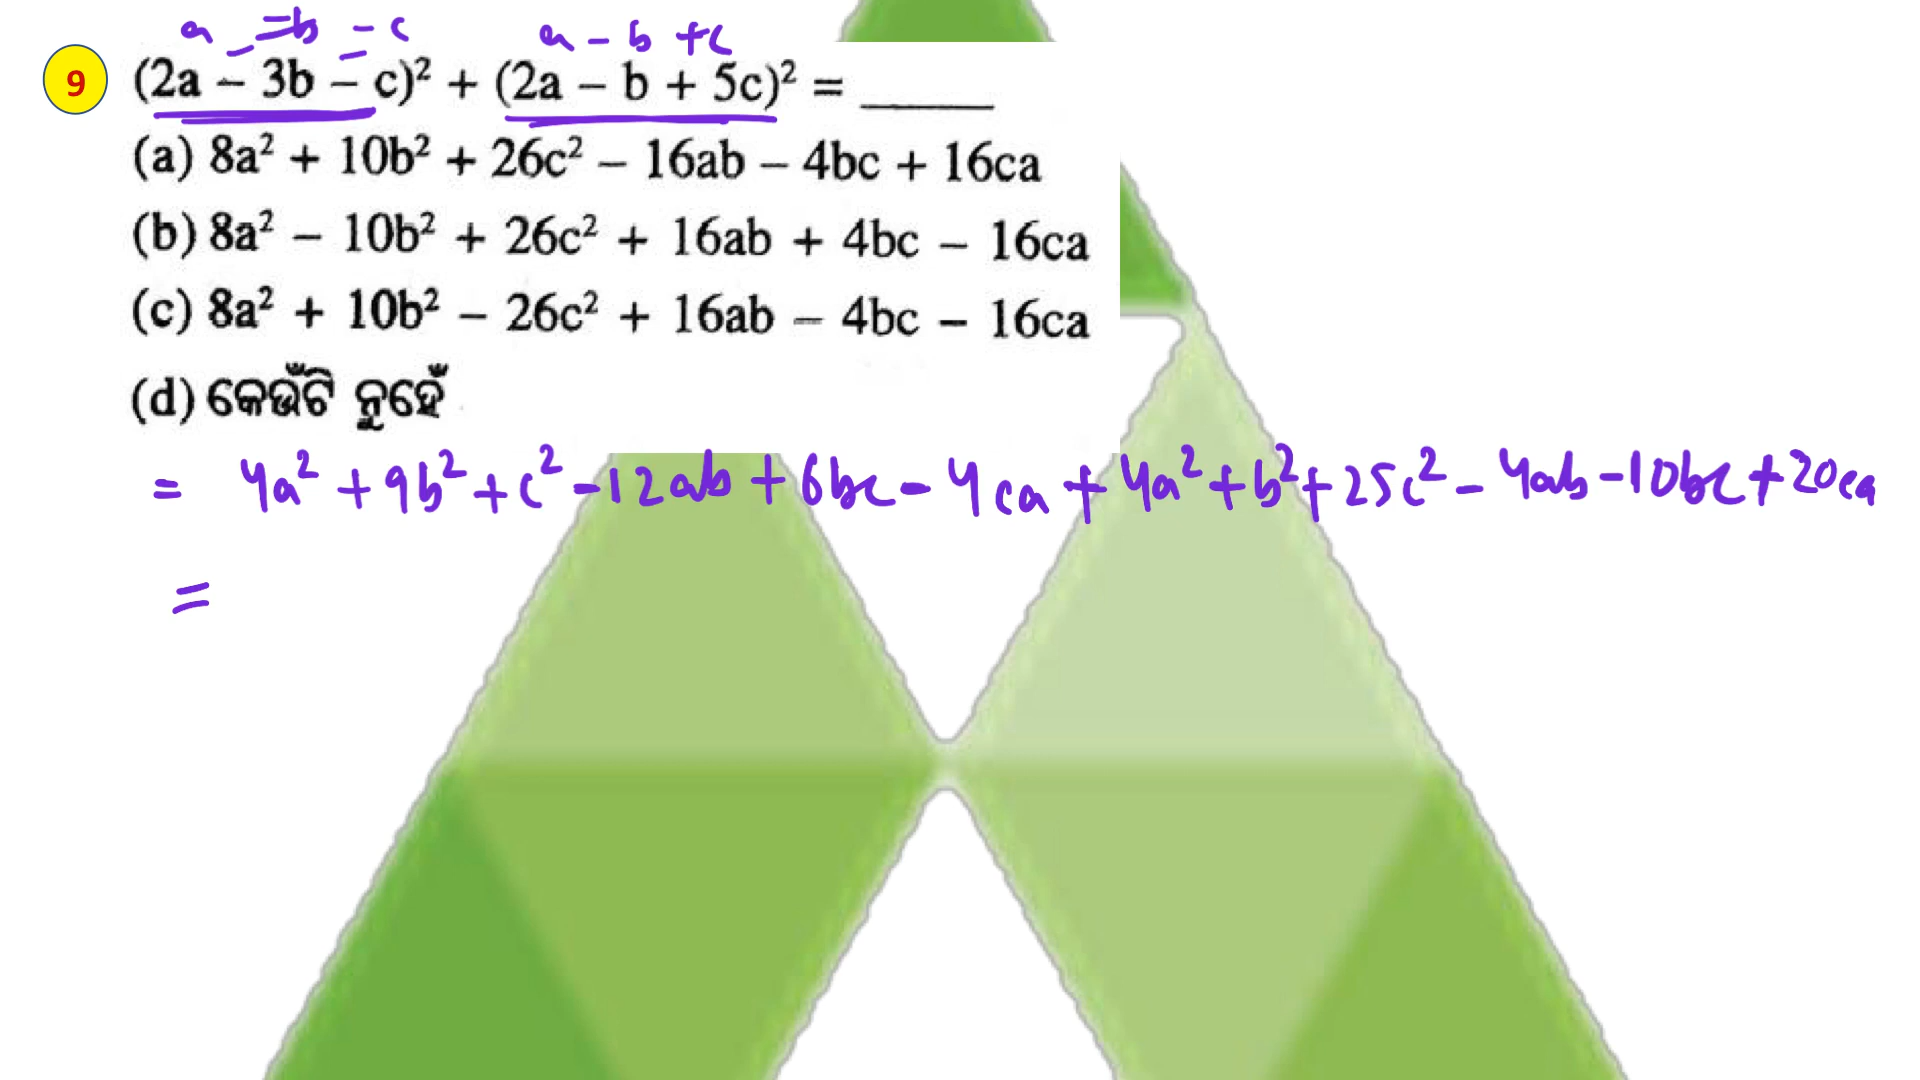 a = b - c a - b + c
9 (2a – 3b – c)² + (2a – b + 5c)² = _____
(a) 8a² + 10b² + 26c² – 16ab – 4bc + 16ca
(b) 8a² – 10b² + 26c² + 16ab + 4bc – 16ca
(c) 8a² + 10b² – 26c² + 16ab – 4bc – 16ca
(d) କେଉଁଟି ନୁହେଁ
= 4a² + 9b² + c² - 12ab + 6bc - 4ca + 4a² + b² + 25c² - 4ab - 10bc + 20ca
=